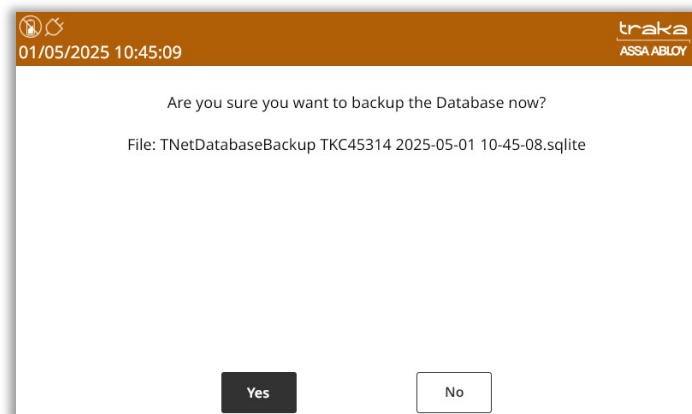 01/05/2025 10:45:09
traka
ASSA ABLOY
Are you sure you want to backup the Database now?
File: TNetDatabaseBackup TKC45314 2025-05-01 10-45-08.sqlite
Yes
No